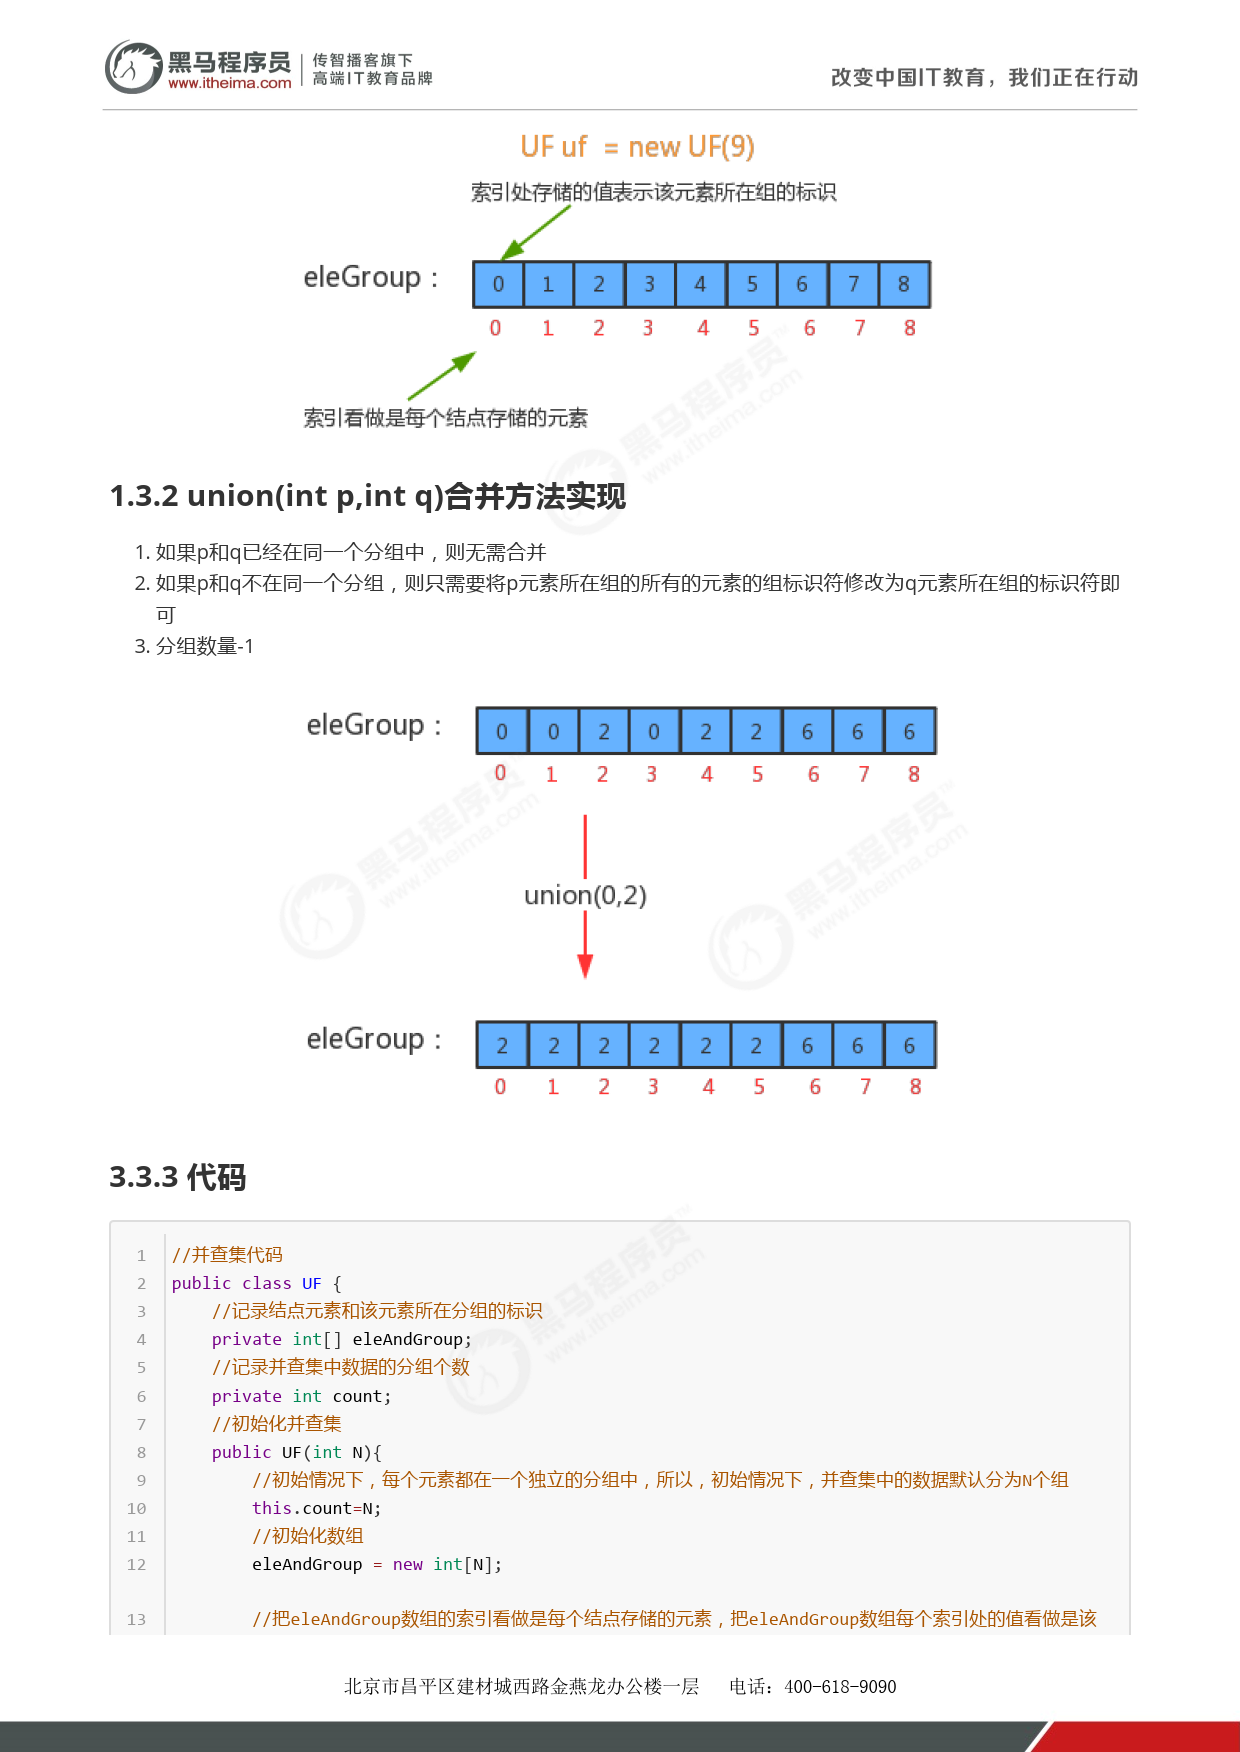 黑马程序员
www.itheima.com
传智播客旗下
高端IT教育品牌
改变中国IT教育，我们正在行动
UF uf = new UF(9)
索引处存储的值表示该元素所在组的标识
eleGroup： 0 1 2 3 4 5 6 7 8
0 1 2 3 4 5 6 7 8
索引看做是每个结点存储的元素
1.3.2 union(int p,int q)合并方法实现
1. 如果p和q已经在同一个分组中，则无需合并
2. 如果p和q不在同一个分组，则只需要将p元素所在组的所有的元素的组标识符修改为q元素所在组的标识符即
可
3. 分组数量-1
eleGroup： 0 0 2 0 2 2 6 6 6
0 1 2 3 4 5 6 7 8
union(0,2)
eleGroup： 2 2 2 2 2 2 6 6 6
0 1 2 3 4 5 6 7 8
3.3.3 代码
1 //并查集代码
2 public class UF {
3 //记录结点元素和该元素所在分组的标识
4 private int[] eleAndGroup;
5 //记录并查集中数据的分组个数
6 private int count;
7 //初始化并查集
8 public UF(int N){
9 //初始情况下，每个元素都在一个独立的分组中，所以，初始情况下，并查集中的数据默认分为N个组
10 this.count=N;
11 //初始化数组
12 eleAndGroup = new int[N];
13 //把eleAndGroup数组的索引看做是每个结点存储的元素，把eleAndGroup数组每个索引处的值看做是该
北京市昌平区建材城西路金燕龙办公楼一层 电话：400-618-9090